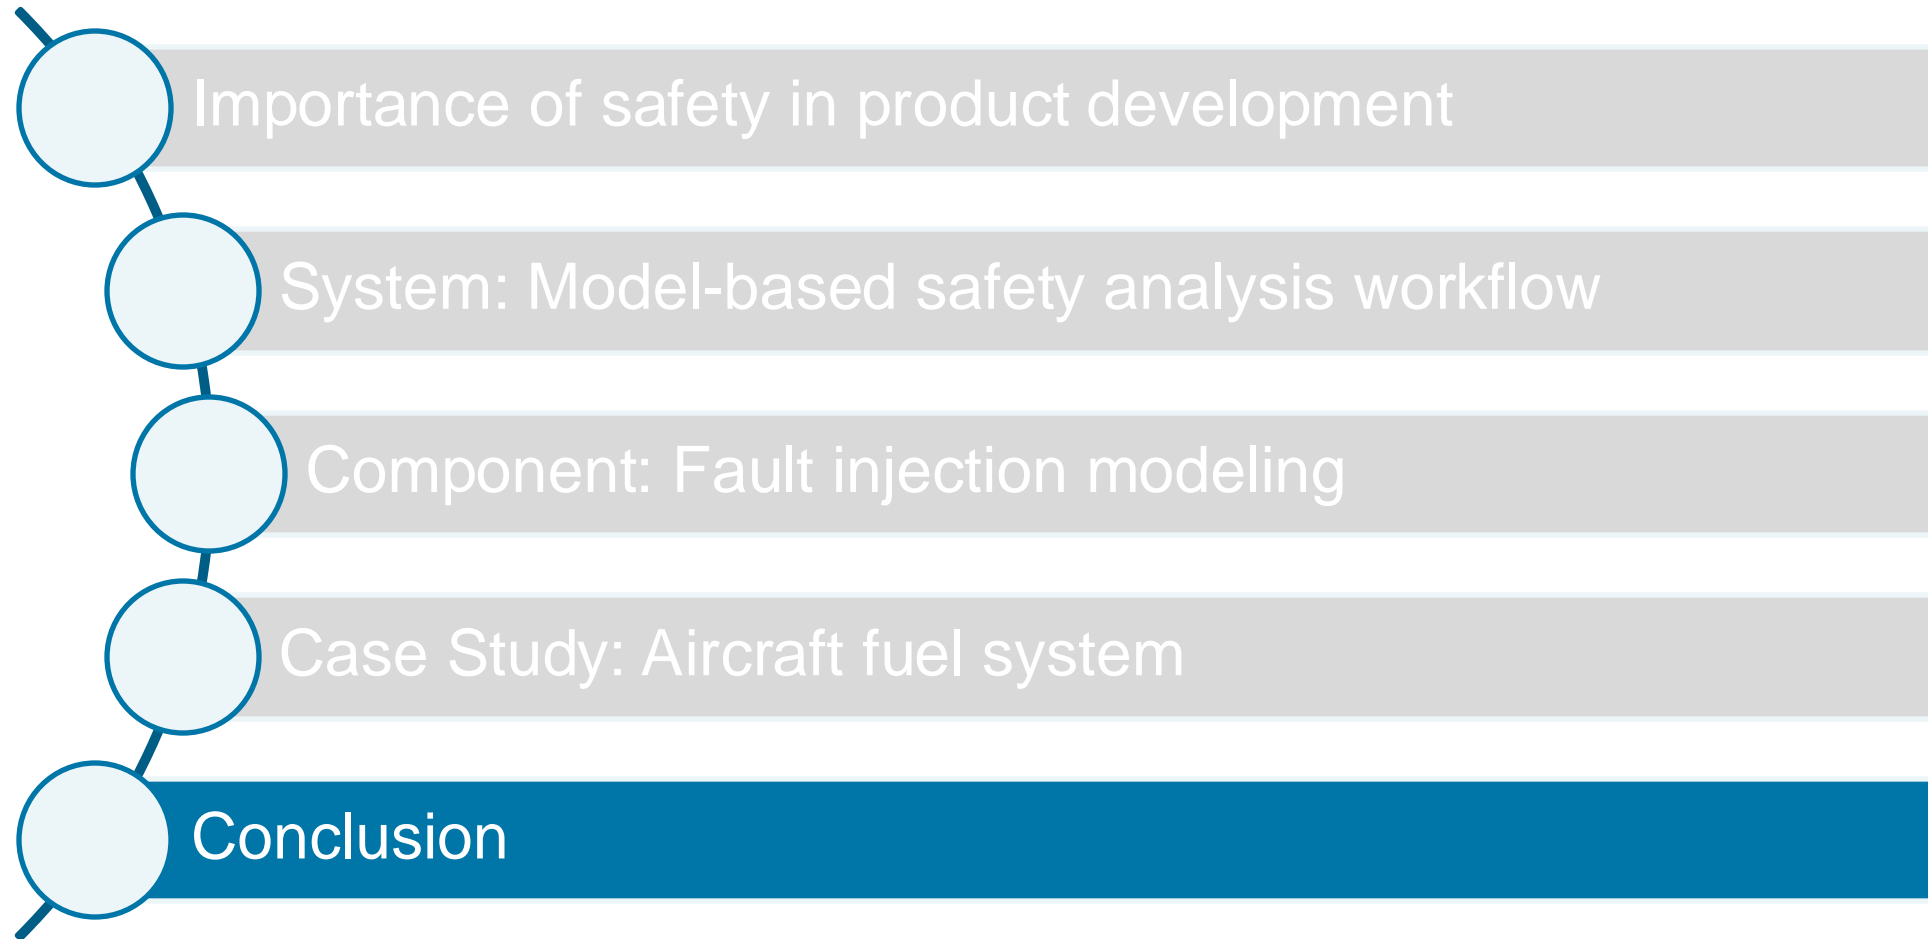 Importance of safety in product development
System: Model-based safety analysis workflow
Component: Fault injection modeling
Case Study: Aircraft fuel system
Conclusion